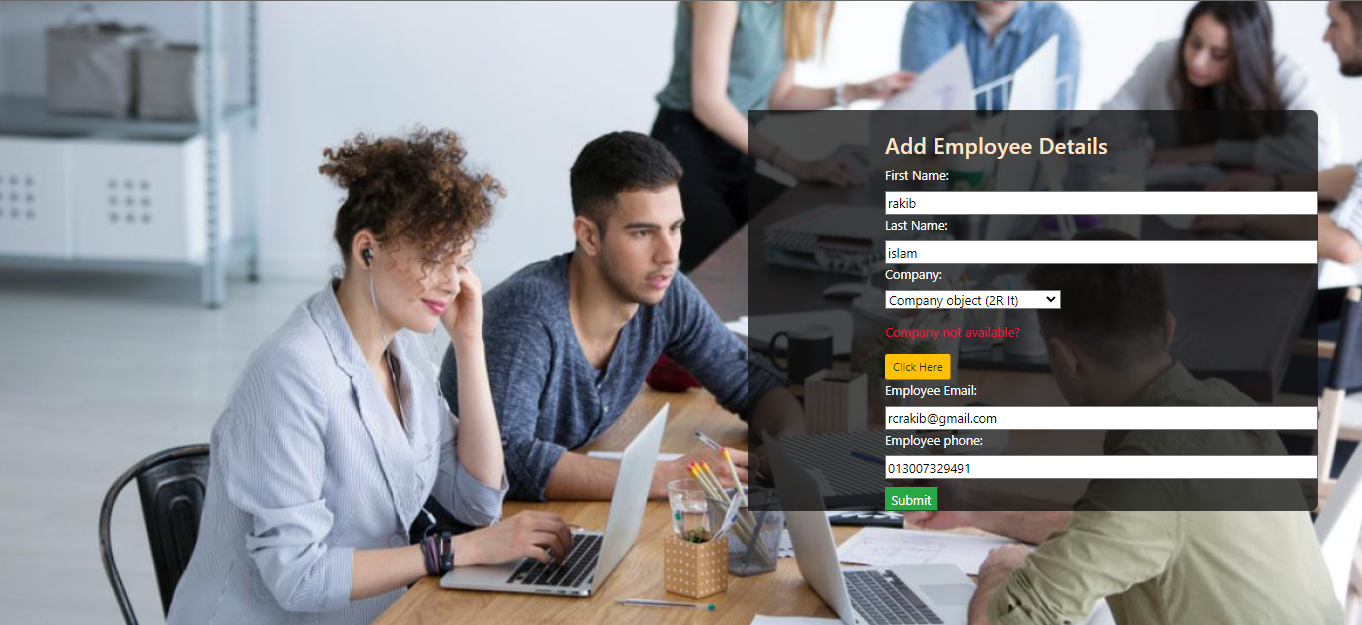 Add Employee Details
First Name:
rakib
Last Name:
islam
Company:
Company object (2R It)
Company not available?
Click Here
Employee Email:
rcrakib@gmail.com
Employee phone:
013007329491
Submit